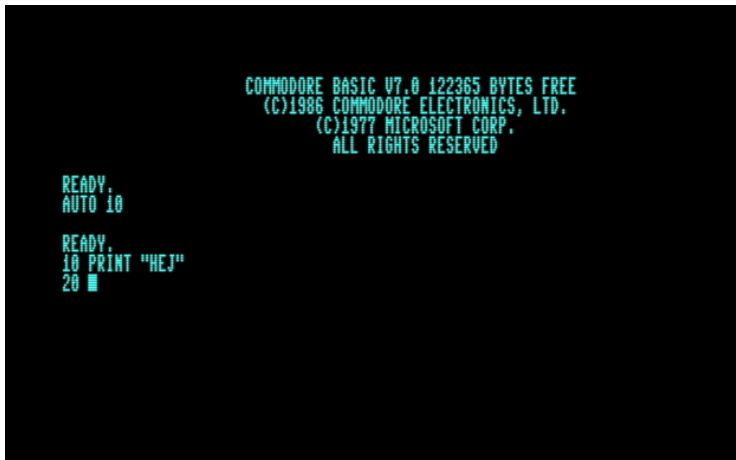 COMMODORE BASIC V7.0 122365 BYTES FREE
(C)1986 COMMODORE ELECTRONICS, LTD.
(C)1977 MICROSOFT CORP.
ALL RIGHTS RESERVED
READY.
AUTO 10
READY.
10 PRINT "HEJ"
20